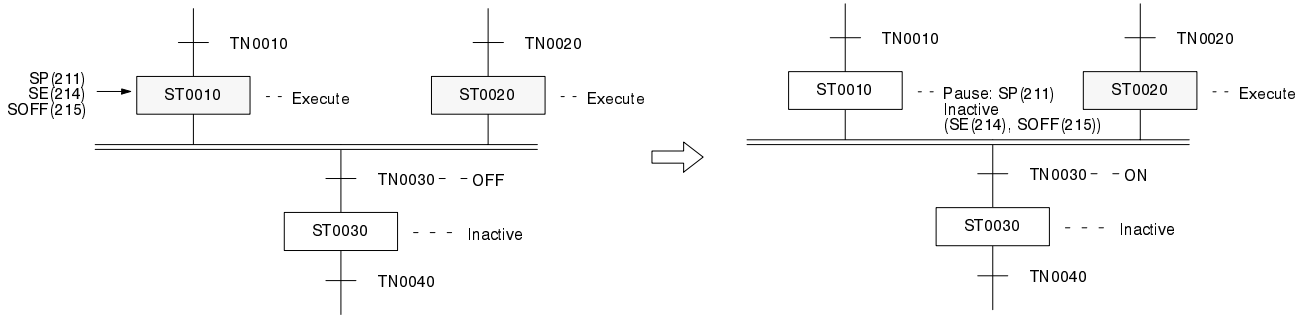 TN0010
TN0020
SP(211)
SE(214)
SOFF(215)
ST0010
- - Execute
ST0020
- - Execute
TN0030 - - OFF
ST0030
- - - Inactive
TN0040
TN0010
TN0020
ST0010
- - Pause: SP(211)
Inactive
(SE(214), SOFF(215))
ST0020
- - Execute
TN0030 - - ON
ST0030
- - - Inactive
TN0040